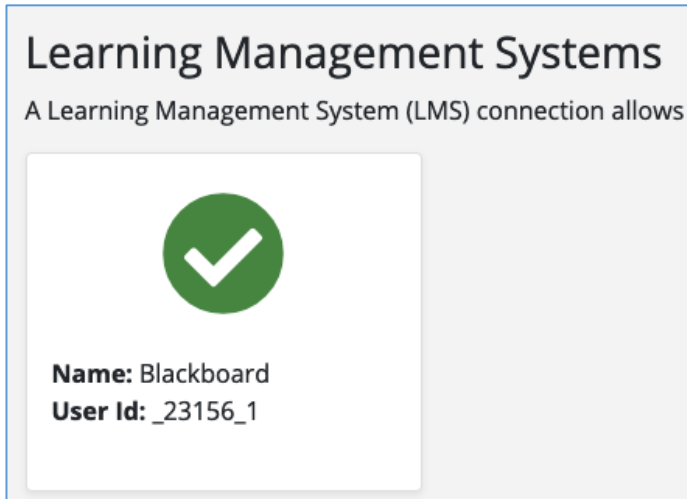 Learning Management Systems
A Learning Management System (LMS) connection allows
Name: Blackboard
User Id: _23156_1